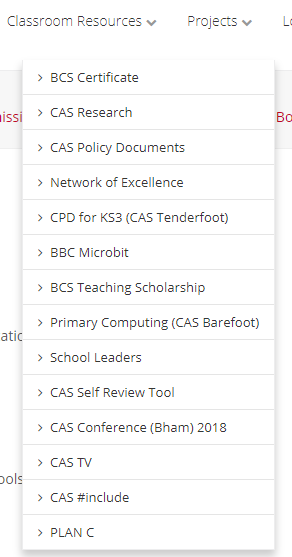 Classroom Resources Projects
BCS Certificate
CAS Research
CAS Policy Documents
Network of Excellence
CPD for KS3 (CAS Tenderfoot)
BBC Microbit
BCS Teaching Scholarship
Primary Computing (CAS Barefoot)
School Leaders
CAS Self Review Tool
CAS Conference (Bham) 2018
CAS TV
CAS #include
PLAN C